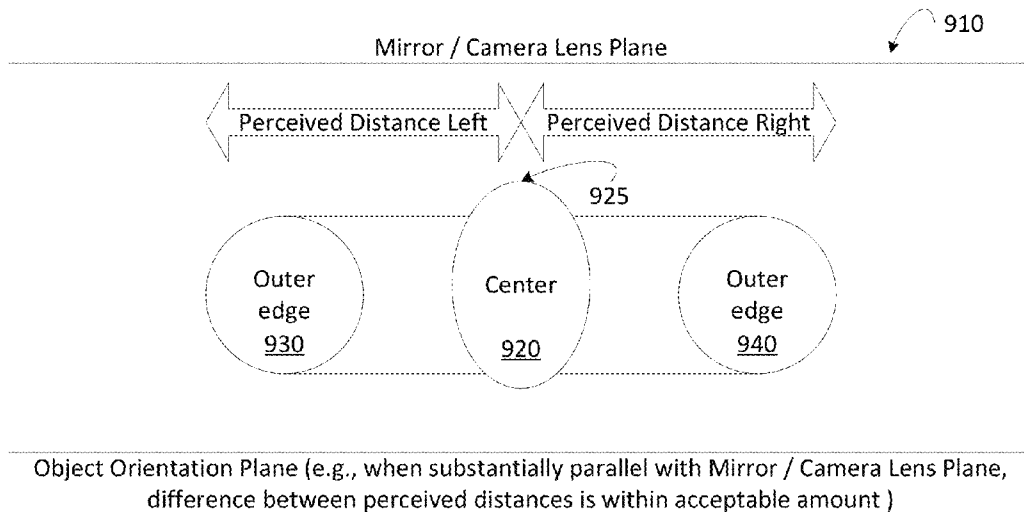 910
Mirror / Camera Lens Plane
Perceived Distance Left
Perceived Distance Right
925
Outer
edge
930
Center
920
Outer
edge
940
Object Orientation Plane (e.g., when substantially parallel with Mirror / Camera Lens Plane,
difference between perceived distances is within acceptable amount )